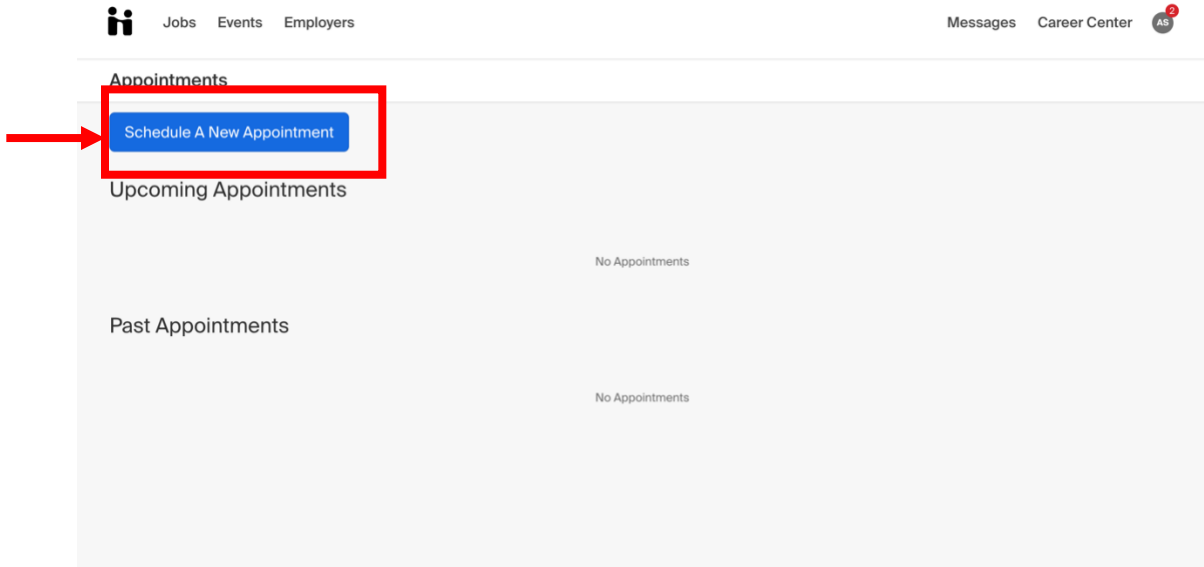 Jobs Events Employers Messages Career Center AS 2
Appointments
Schedule A New Appointment
Upcoming Appointments
No Appointments
Past Appointments
No Appointments